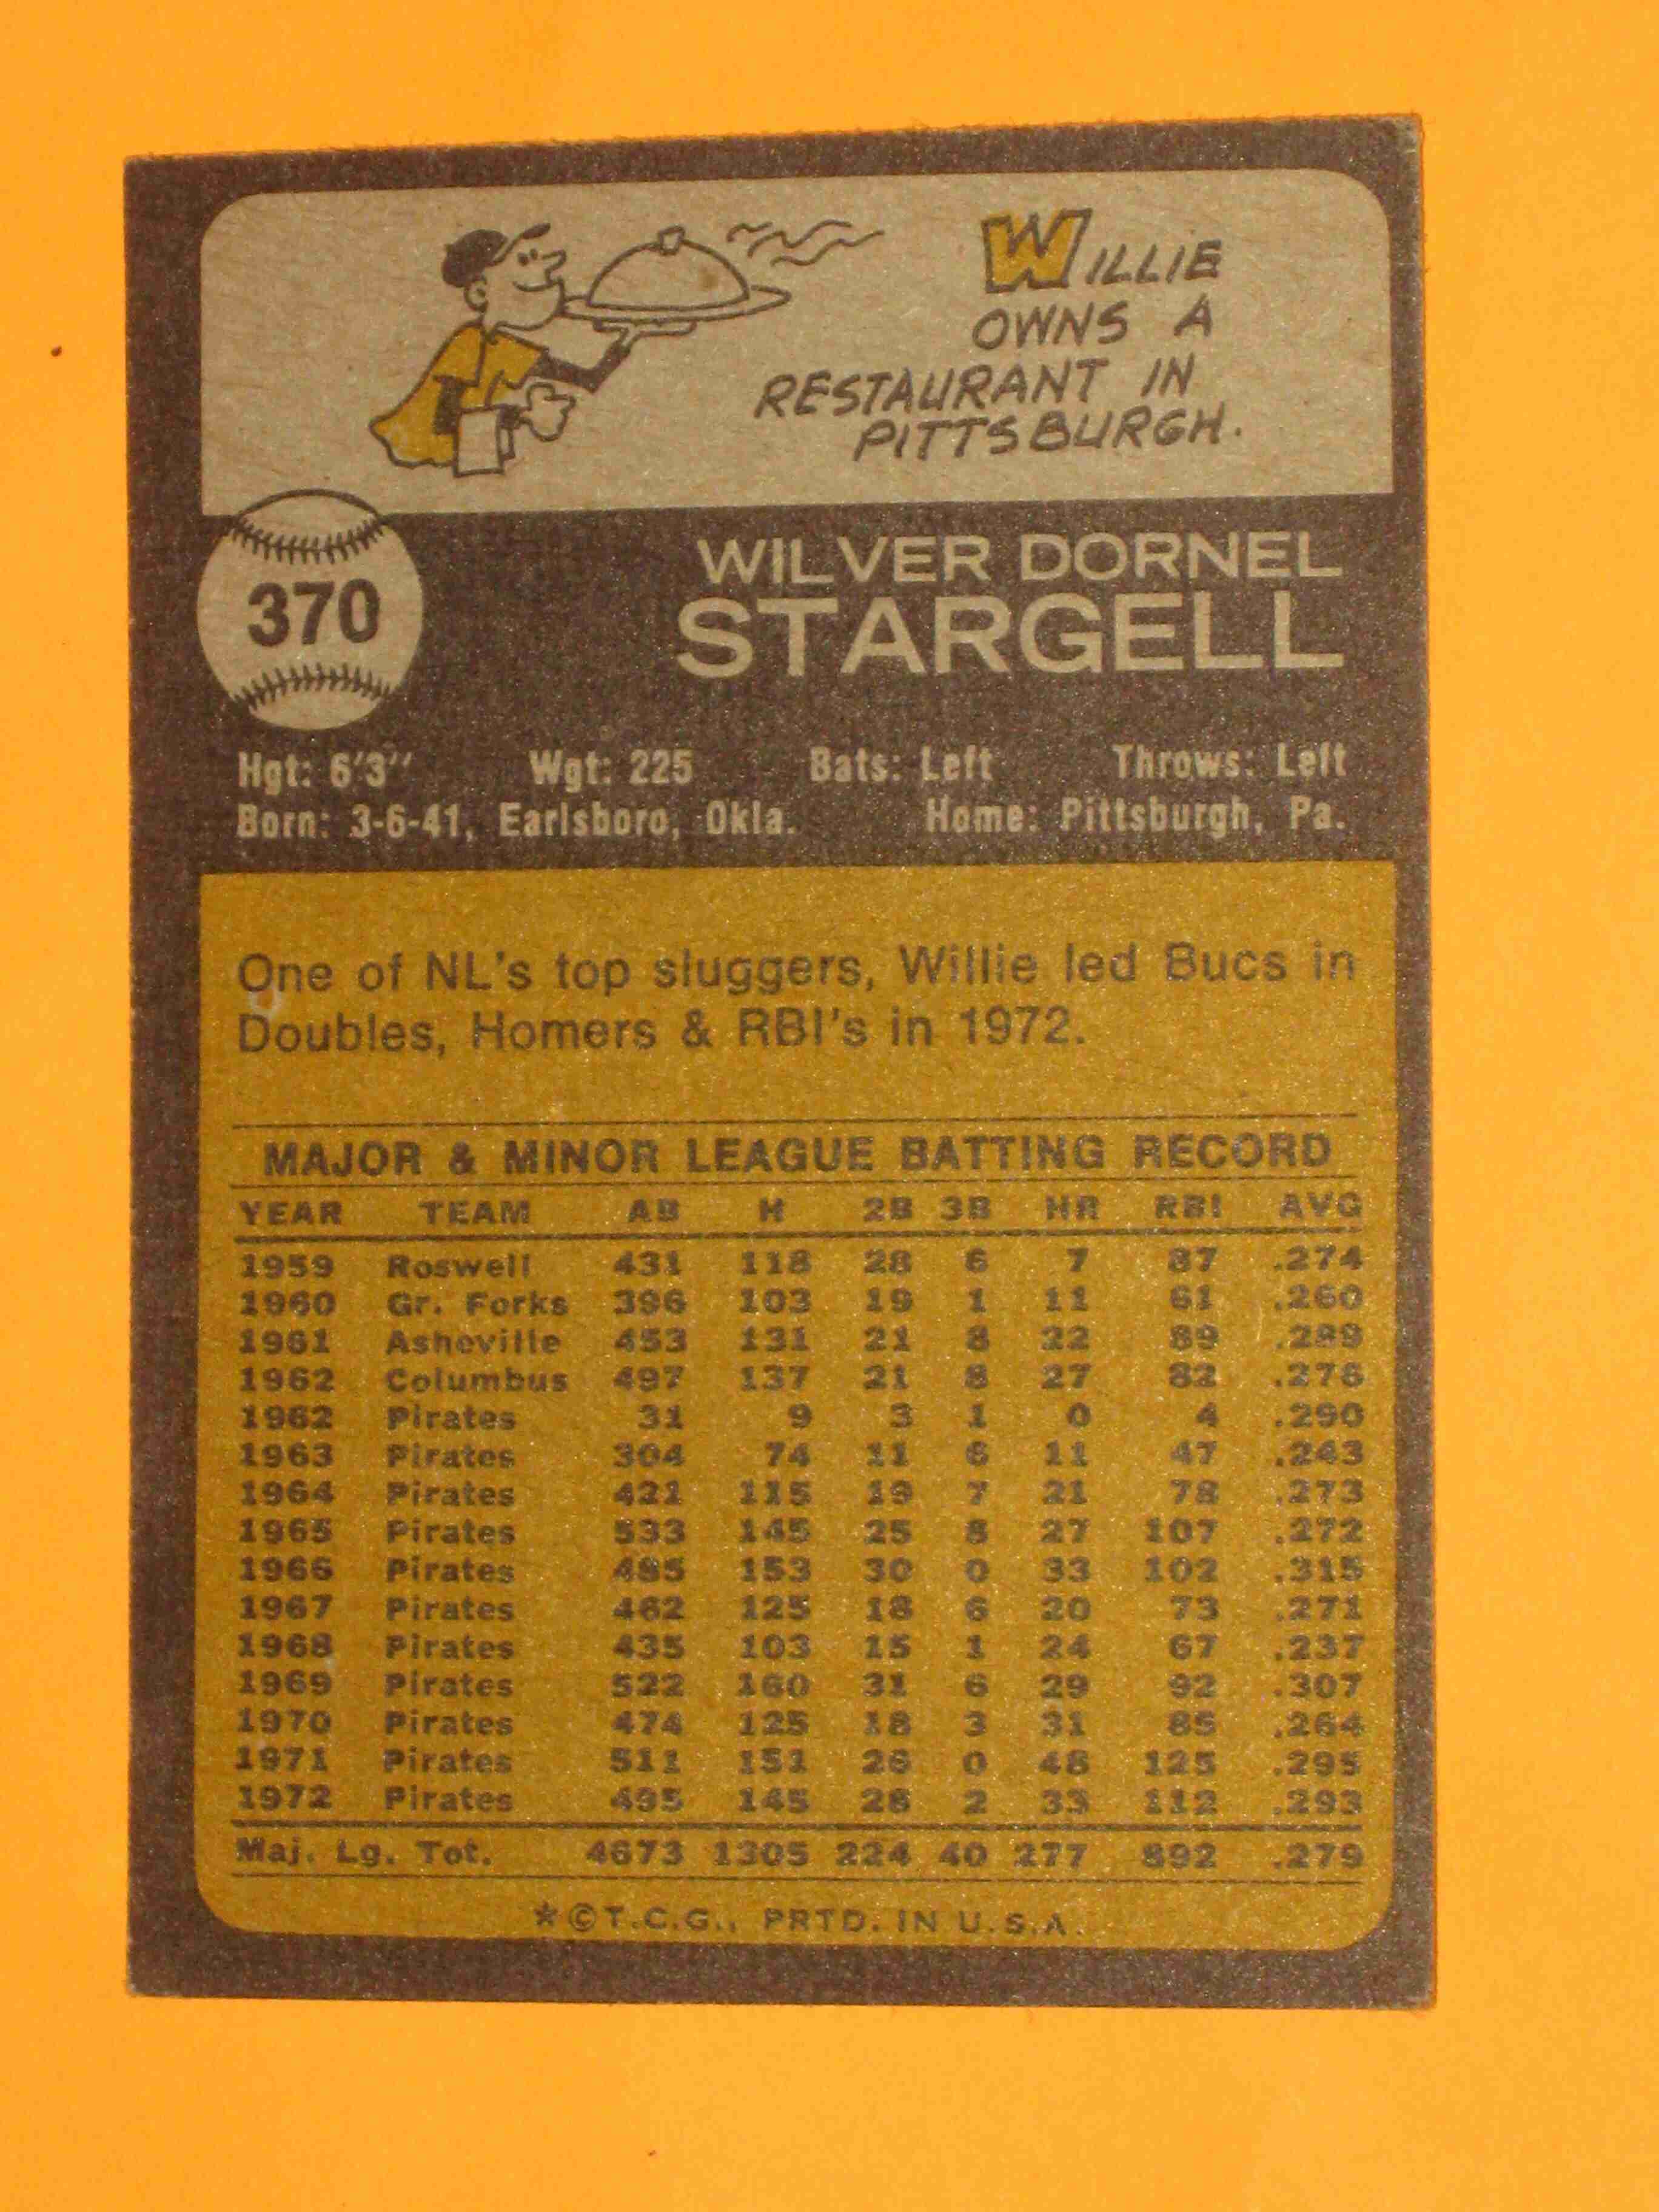 WILLIE
OWNS A
RESTAURANT IN
PITTSBURGH.
370
WILVER DORNEL
STARGELL
Hgt: 6'3" Wgt: 225 Bats: Left Throws: Left
Born: 3-6-41, Earlsboro, Okla. Home: Pittsburgh, Pa.
One of NL's top sluggers, Willie led Bucs in
Doubles, Homers & RBI's in 1972.
MAJOR & MINOR LEAGUE BATTING RECORD
YEAR TEAM AB H 2B 3B HR RBI AVG
1959 Roswell 431 118 28 6 7 87 .274
1960 Gr. Forks 396 103 19 1 11 61 .260
1961 Asheville 453 131 21 8 22 89 .289
1962 Columbus 497 137 21 8 27 82 .276
1962 Pirates 31 9 3 1 0 4 .290
1963 Pirates 304 74 11 6 11 47 .243
1964 Pirates 421 115 19 7 21 78 .273
1965 Pirates 533 145 25 8 27 107 .272
1966 Pirates 485 153 30 0 33 102 .315
1967 Pirates 462 125 18 6 20 73 .271
1968 Pirates 435 103 15 1 24 67 .237
1969 Pirates 522 160 31 6 29 92 .307
1970 Pirates 474 125 18 3 31 85 .264
1971 Pirates 511 151 26 0 48 125 .295
1972 Pirates 495 145 28 2 33 112 .293
Maj. Lg. Tot. 4673 1305 224 40 277 892 .279
*©T.C.G., PRTD. IN U.S.A.